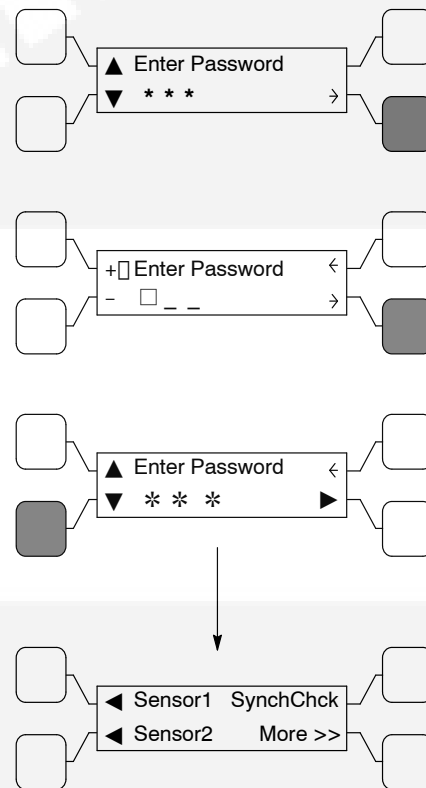 ▲ Enter Password
▼ * * * →
+▯ Enter Password ←
− □ _ _ →
▲ Enter Password ←
▼ * * * ▶
◀ Sensor1 SynchChck
◀ Sensor2 More >>